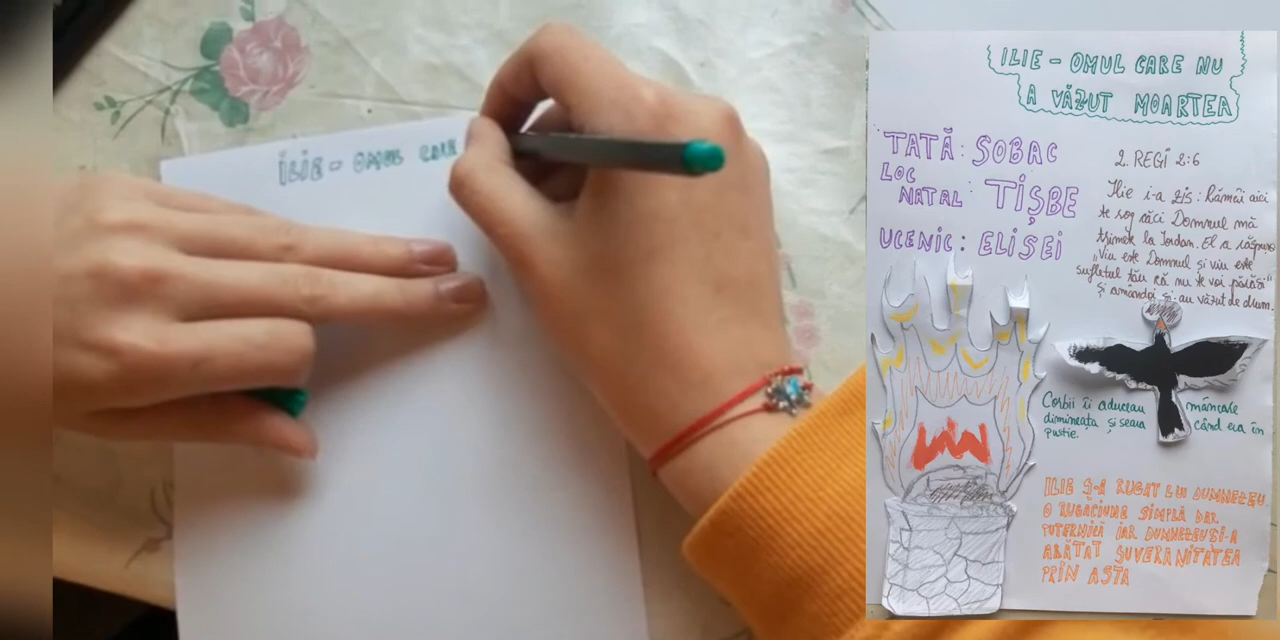 ILIE - OMUL CARE
ILIE - OMUL CARE NU
A VĂZUT MOARTEA
TATĂ: SOBAC
LOC
NATAL: TIȘBE
UCENIC: ELISEI
2. REGI 2:6
Ilie i-a zis: Rămîi aici
te rog căci Domnul mă
trimete la Iordan. El a răspuns
„Viu este Domnul și viu este
sufletul tău că nu te voi părăsi"
și amândoi și-au văzut de drum.
Corbii îi aduceau mâncare
dimineața și seara când era în
pustie.
ILIE S-A RUGAT LUI DUMNEZEU
O RUGĂCIUNE SIMPLĂ DAR
PUTERNICĂ IAR DUMNEZEU ȘI-A
ARĂTAT SUVERANITATEA
PRIN ASTA